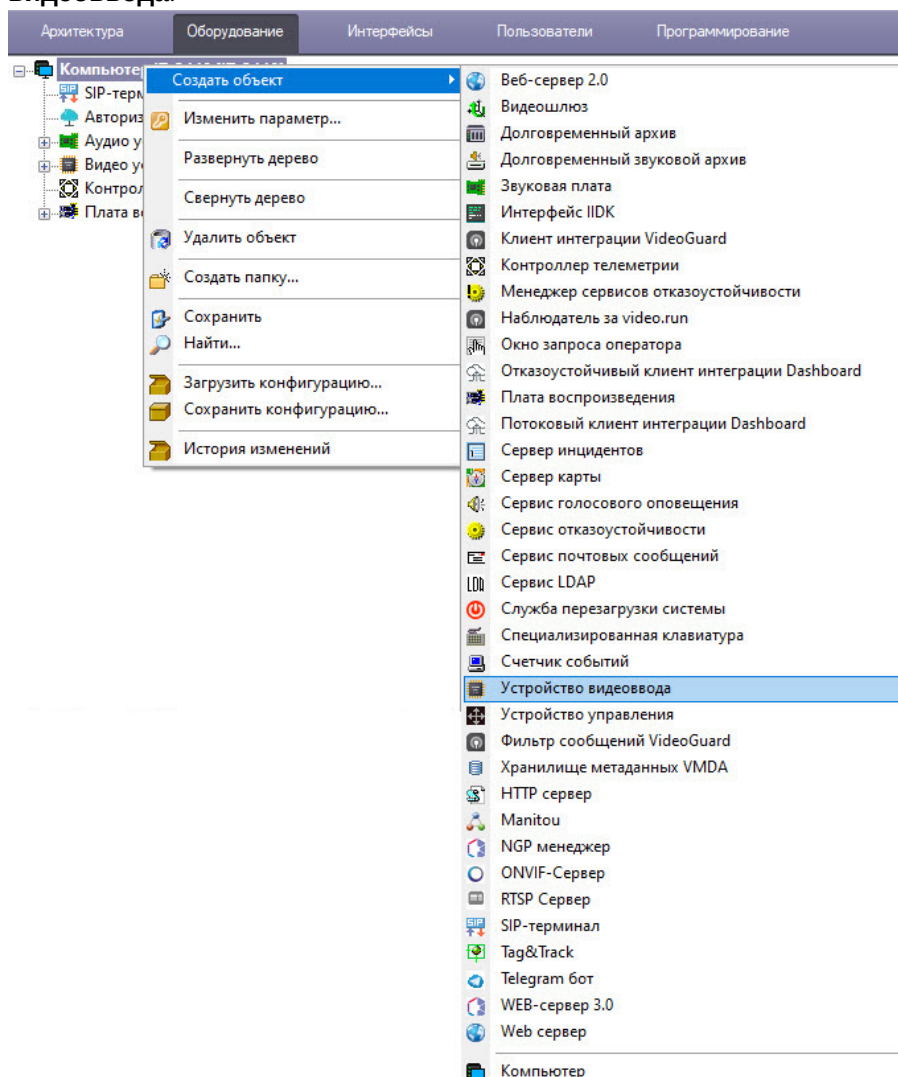 видеоввода.
Архитектура Оборудование Интерфейсы Пользователи Программирование
Компьютер
SIP-терм
Авториз
Аудио у
Видео ус
Контрол
Плата во
Создать объект
Изменить параметр...
Развернуть дерево
Свернуть дерево
Удалить объект
Создать папку...
Сохранить
Найти...
Загрузить конфигурацию...
Сохранить конфигурацию...
История изменений
Веб-сервер 2.0
Видеошлюз
Долговременный архив
Долговременный звуковой архив
Звуковая плата
Интерфейс IIDK
Клиент интеграции VideoGuard
Контроллер телеметрии
Менеджер сервисов отказоустойчивости
Наблюдатель за video.run
Окно запроса оператора
Отказоустойчивый клиент интеграции Dashboard
Плата воспроизведения
Потоковый клиент интеграции Dashboard
Сервер инцидентов
Сервер карты
Сервис голосового оповещения
Сервис отказоустойчивости
Сервис почтовых сообщений
Сервис LDAP
Служба перезагрузки системы
Специализированная клавиатура
Счетчик событий
Устройство видеоввода
Устройство управления
Фильтр сообщений VideoGuard
Хранилище метаданных VMDA
HTTP сервер
Manitou
NGP менеджер
ONVIF-Сервер
RTSP Сервер
SIP-терминал
Tag&Track
Telegram бот
WEB-сервер 3.0
Web сервер
Компьютер